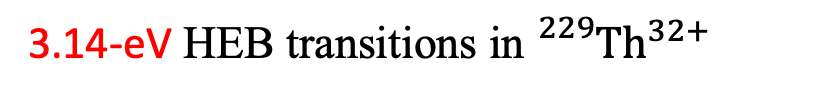 3.14-eV HEB transitions in ²²⁹Th³²⁺